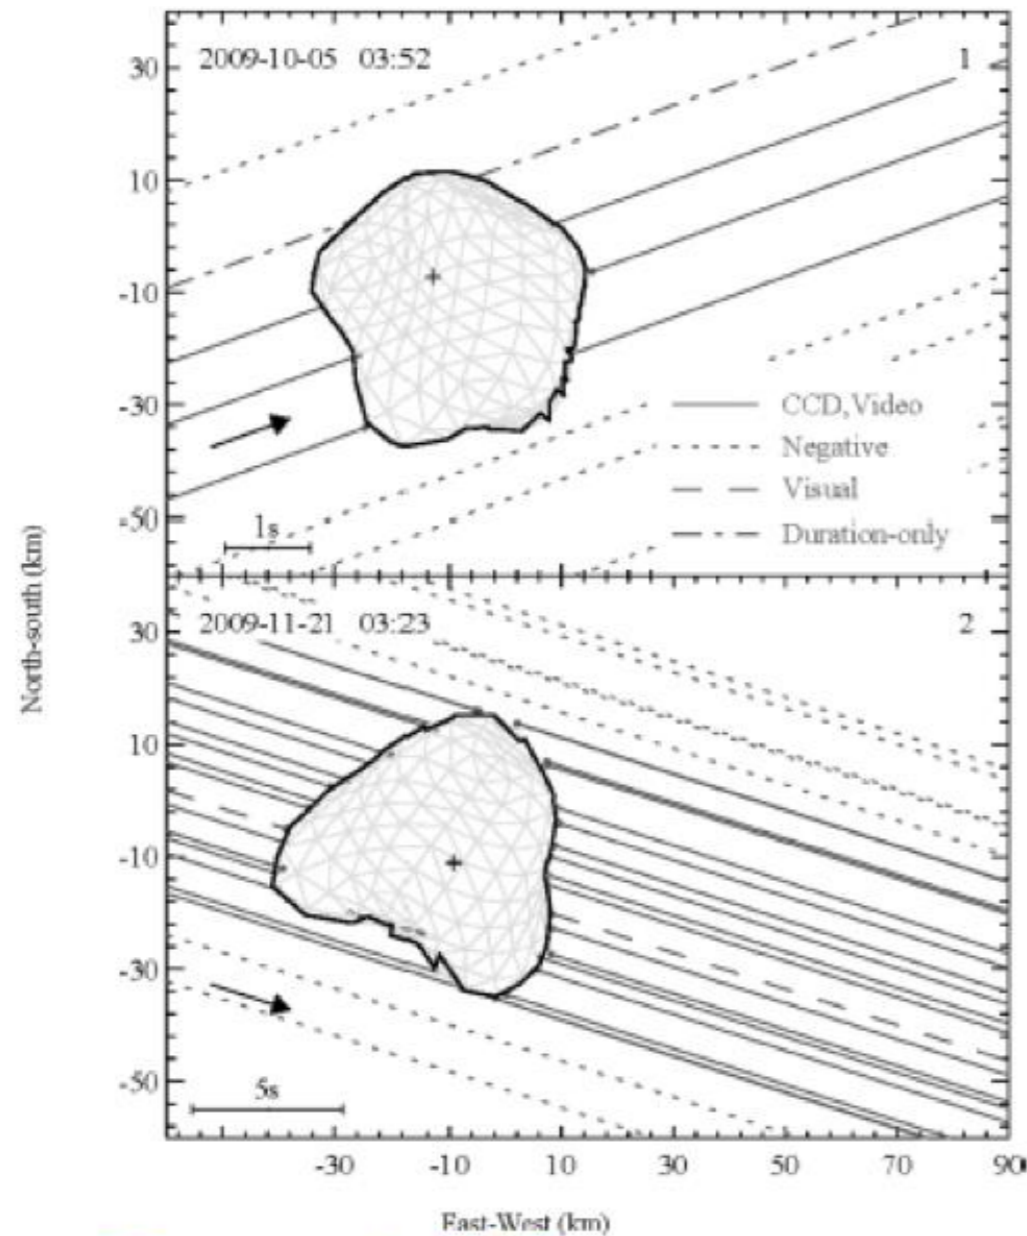 2009-10-05 03:52 1
30
10
-10
-30
-50
CCD,Video
Negative
Visual
Duration-only
1s
North-south (km)
2009-11-21 03:23 2
30
10
-10
-30
-50
5s
-30 -10 10 30 50 70 90
East-West (km)